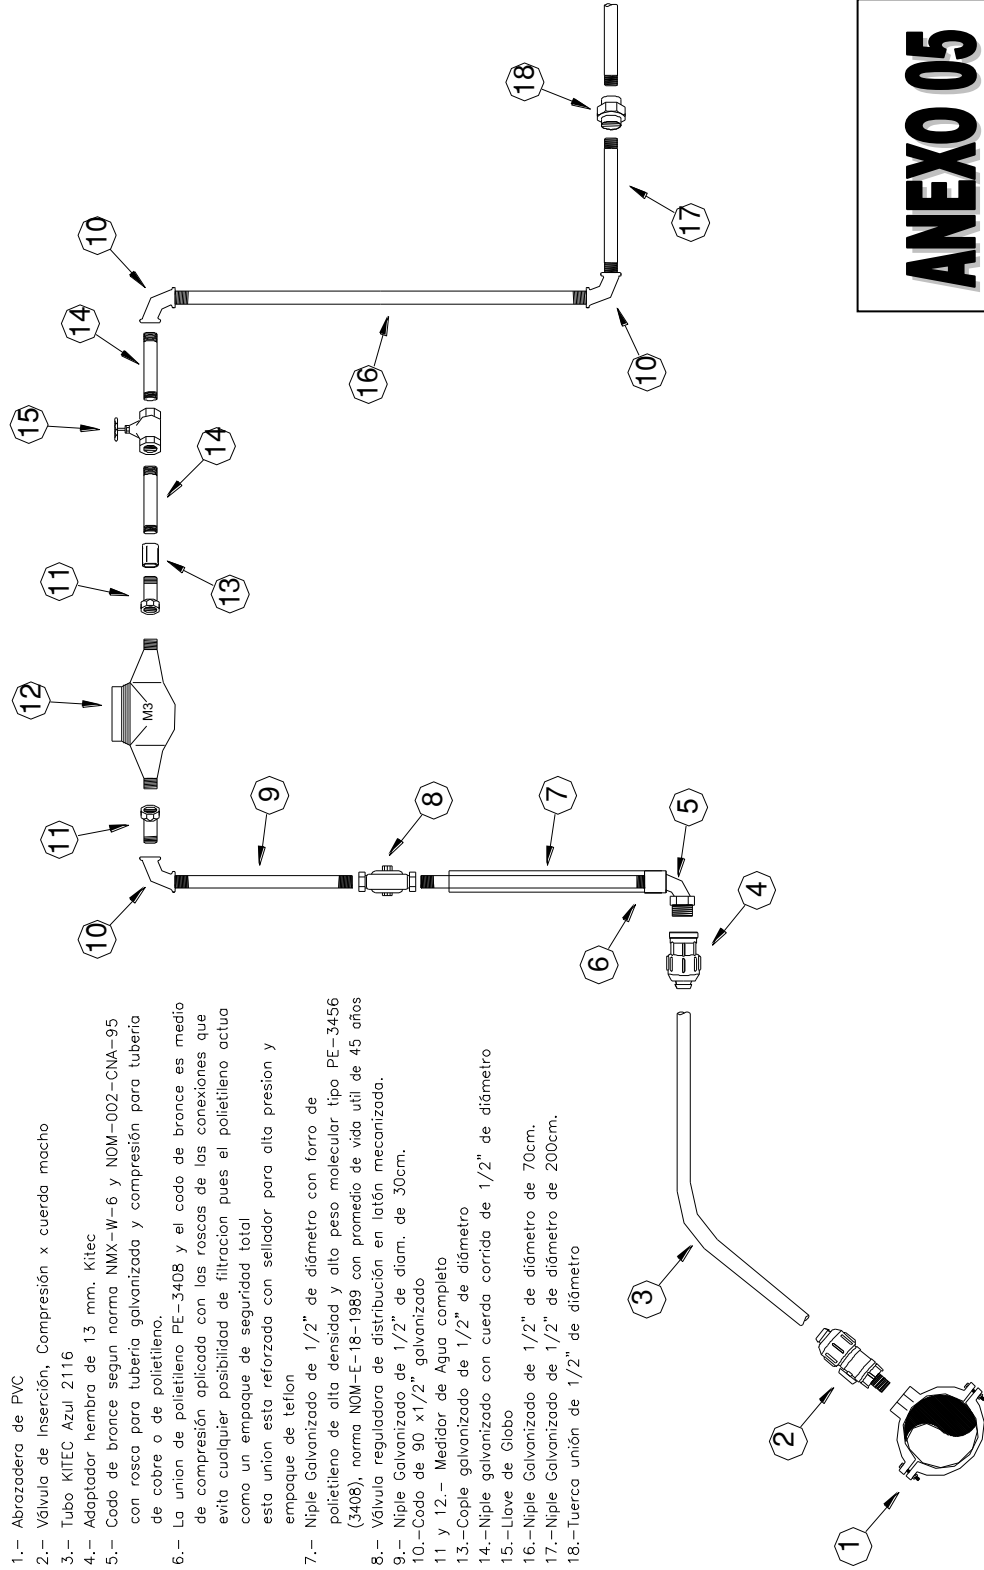 1.- Abrazadera de PVC
2.- Válvula de Inserción, Compresión x cuerda macho
3.- Tubo KITEC Azul 2116
4.- Adaptador hembra de 13 mm. Kitec
5.- Codo de bronce segun norma NMX-W-6 y NOM-002-CNA-95
con rosca para tubería galvanizada y compresión para tubería
de cobre o de polietileno.
6.- La union de polietileno PE-3408 y el codo de bronce es medio
de compresión aplicada con las roscas de las conexiones que
evita cualquier posibilidad de filtracion pues el polietileno actua
como un empaque de seguridad total
esta union esta reforzada con sellador para alta presion y
empaque de teflon
7.- Niple Galvanizado de 1/2" de diámetro con forro de
polietileno de alta densidad y alto peso molecular tipo PE-3456
(3408), norma NOM-E-18-1989 con promedio de vida util de 45 años
8.- Válvula reguladora de distribución en latón mecanizada.
9.- Niple Galvanizado de 1/2" de diam. de 30cm.
10.-Codo de 90 x1/2" galvanizado
11 y 12.- Medidor de Agua completo
13.-Cople galvanizado de 1/2" de diámetro
14.-Niple galvanizado con cuerda corrida de 1/2" de diámetro
15.-Llave de Globo
16.-Niple Galvanizado de 1/2" de diámetro de 70cm.
17.-Niple Galvanizado de 1/2" de diámetro de 200cm.
18.-Tuerca unión de 1/2" de diámetro
1
2
3
4
5
6
7
8
9
10
11
12
M3
11
13
14
15
14
10
16
10
17
18
ANEXO 05